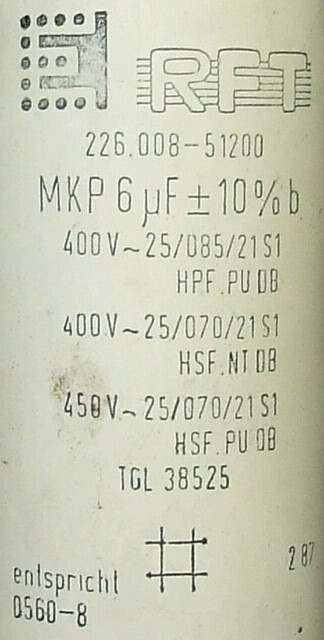 RFT
226.008-51200
MKP 6 µF ± 10% b
400 V ~ 25/085/21 S1
HPF. PU DB
400 V ~ 25/070/21 S1
HSF. NT DB
450 V ~ 25/070/21 S1
HSF. PU DB
TGL 38525
2 87
entspricht
0560-8